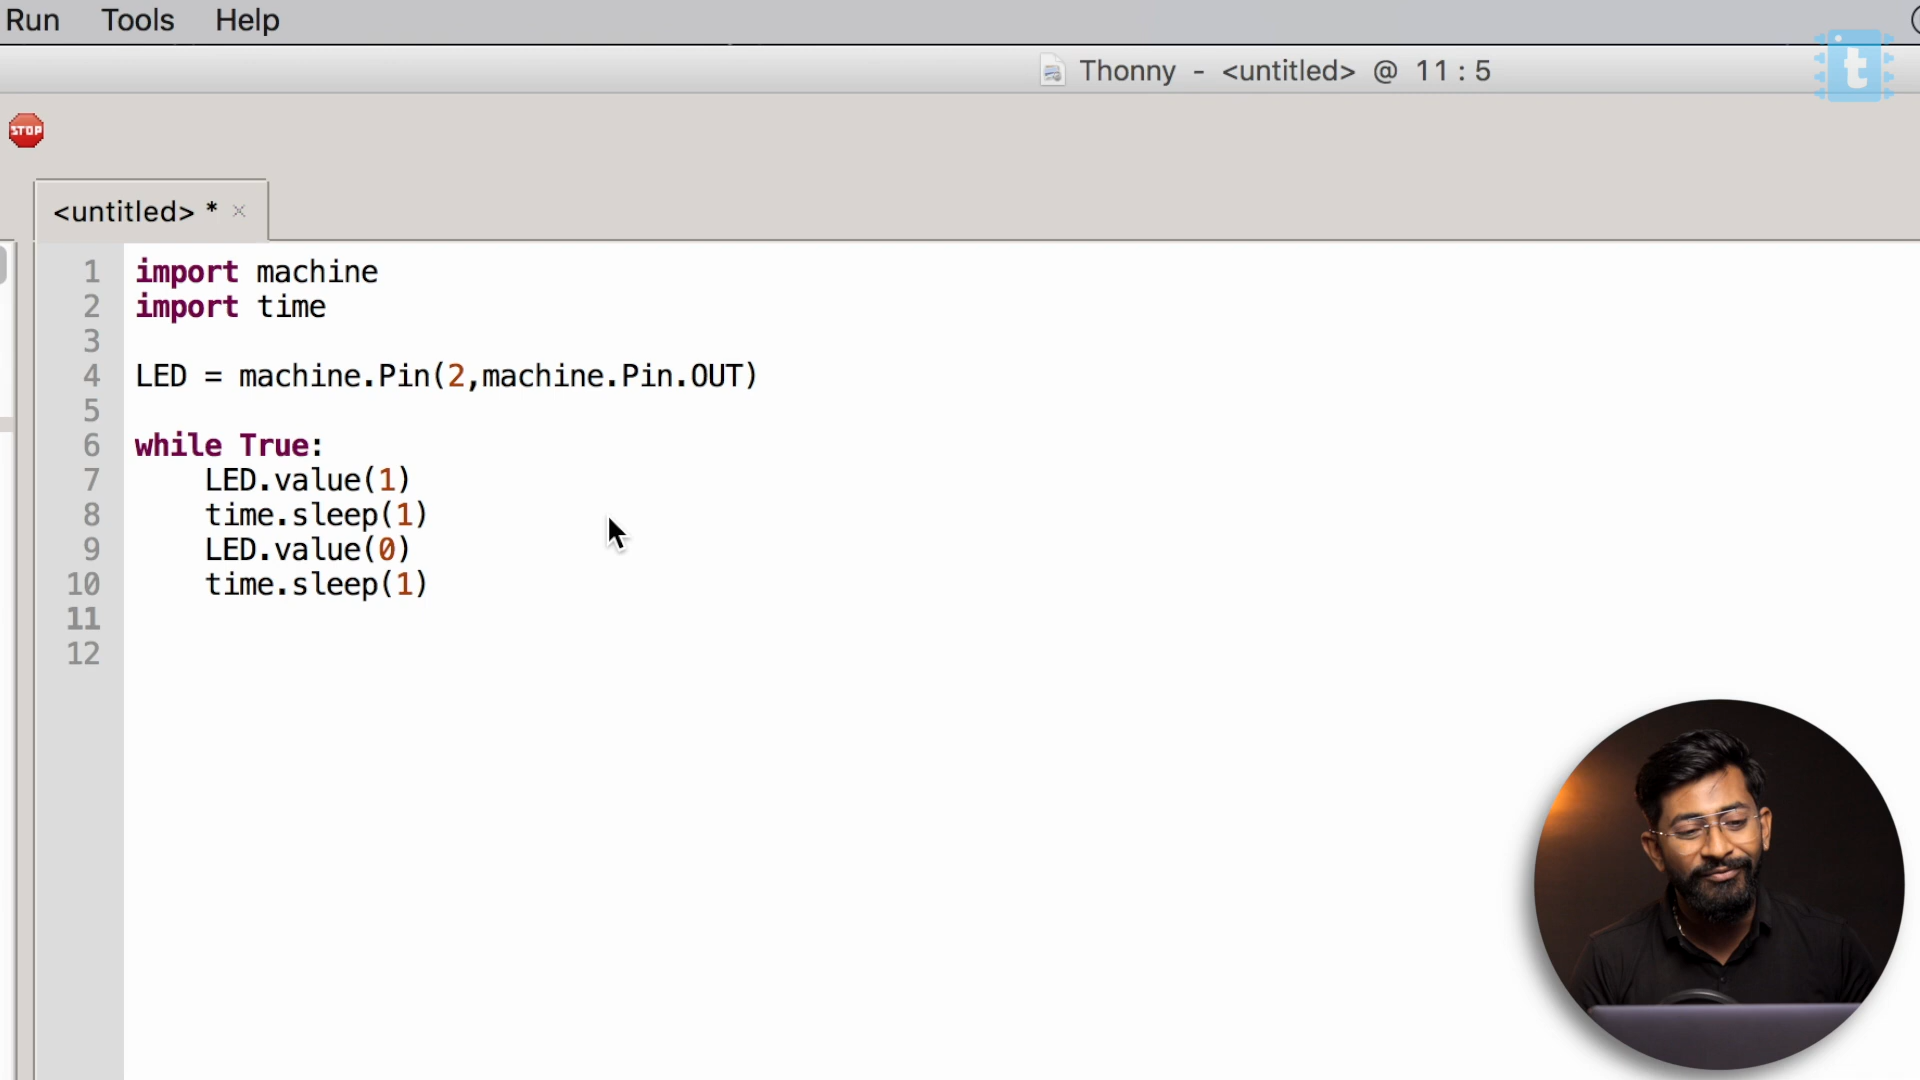 Run Tools Help
Thonny - <untitled> @ 11 : 5
t
STOP
<untitled> * ×
1 import machine
2 import time
3
4 LED = machine.Pin(2,machine.Pin.OUT)
5
6 while True:
7     LED.value(1)
8     time.sleep(1)
9     LED.value(0)
10     time.sleep(1)
11
12